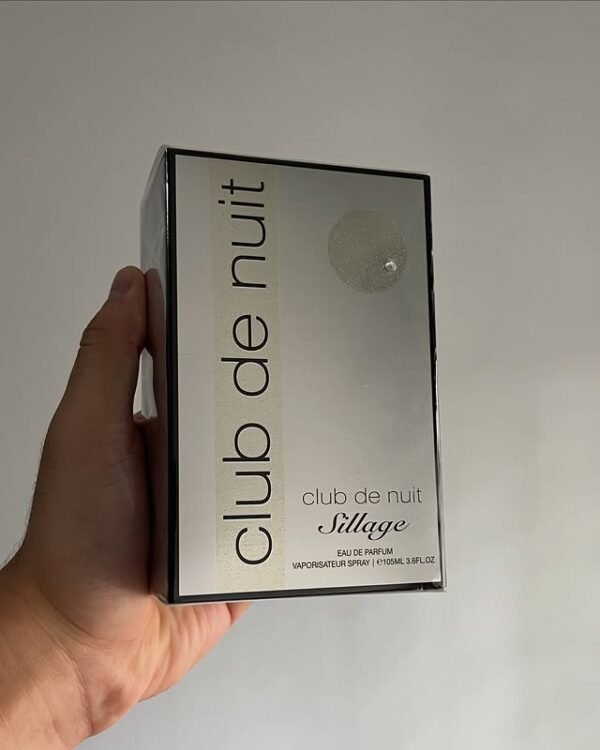 club de nuit
club de nuit
Sillage
EAU DE PARFUM
VAPORISATEUR SPRAY | ℮105ML 3.6FL.OZ